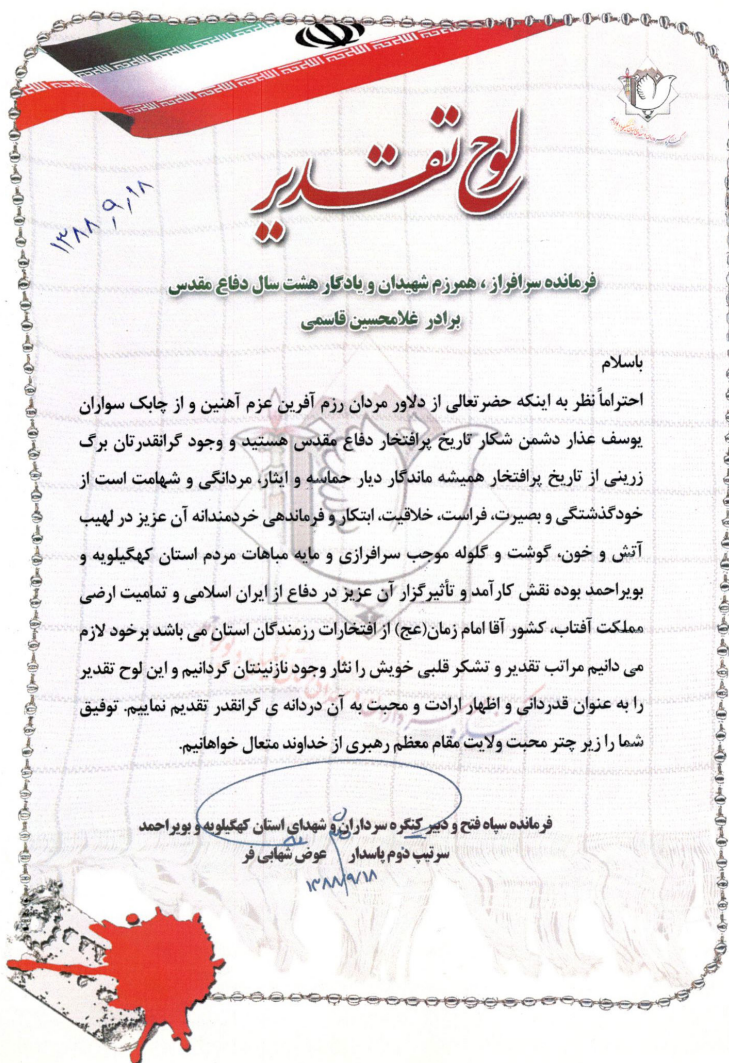 لوح تقدیر
۱۳۸۸٫۹٫۱۸
فرمانده سرافراز ، همرزم شهیدان و یادگار هشت سال دفاع مقدس
برادر غلامحسین قاسمی
باسلام
احتراماً نظر به اینکه حضرتعالی از دلاور مردان رزم آفرین عزم آهنین و از چابک سواران
یوسف عذار دشمن شکار تاریخ پرافتخار دفاع مقدس هستید و وجود گرانقدرتان برگ
زرینی از تاریخ پرافتخار همیشه ماندگار دیار حماسه و ایثار، مردانگی و شهامت است از
خودگذشتگی و بصیرت، فراست، خلاقیت، ابتکار و فرماندهی خردمندانه آن عزیز در لهیب
آتش و خون، گوشت و گلوله موجب سرافرازی و مایه مباهات مردم استان کهگیلویه و
بویراحمد بوده نقش کارآمد و تأثیرگزار آن عزیز در دفاع از ایران اسلامی و تمامیت ارضی
مملکت آفتاب، کشور آقا امام زمان(عج) از افتخارات رزمندگان استان می باشد برخود لازم
می دانیم مراتب تقدیر و تشکر قلبی خویش را نثار وجود نازنینتان گردانیم و این لوح تقدیر
را به عنوان قدردانی و اظهار ارادت و محبت به آن دردانه ی گرانقدر تقدیم نماییم. توفیق
شما را زیر چتر محبت ولایت مقام معظم رهبری از خداوند متعال خواهانیم.
فرمانده سپاه فتح و دبیر کنگره سرداران و شهدای استان کهگیلویه و بویراحمد
سرتیپ دوم پاسدار عوض شهابی فر
۱۳۸۸/۹/۱۸